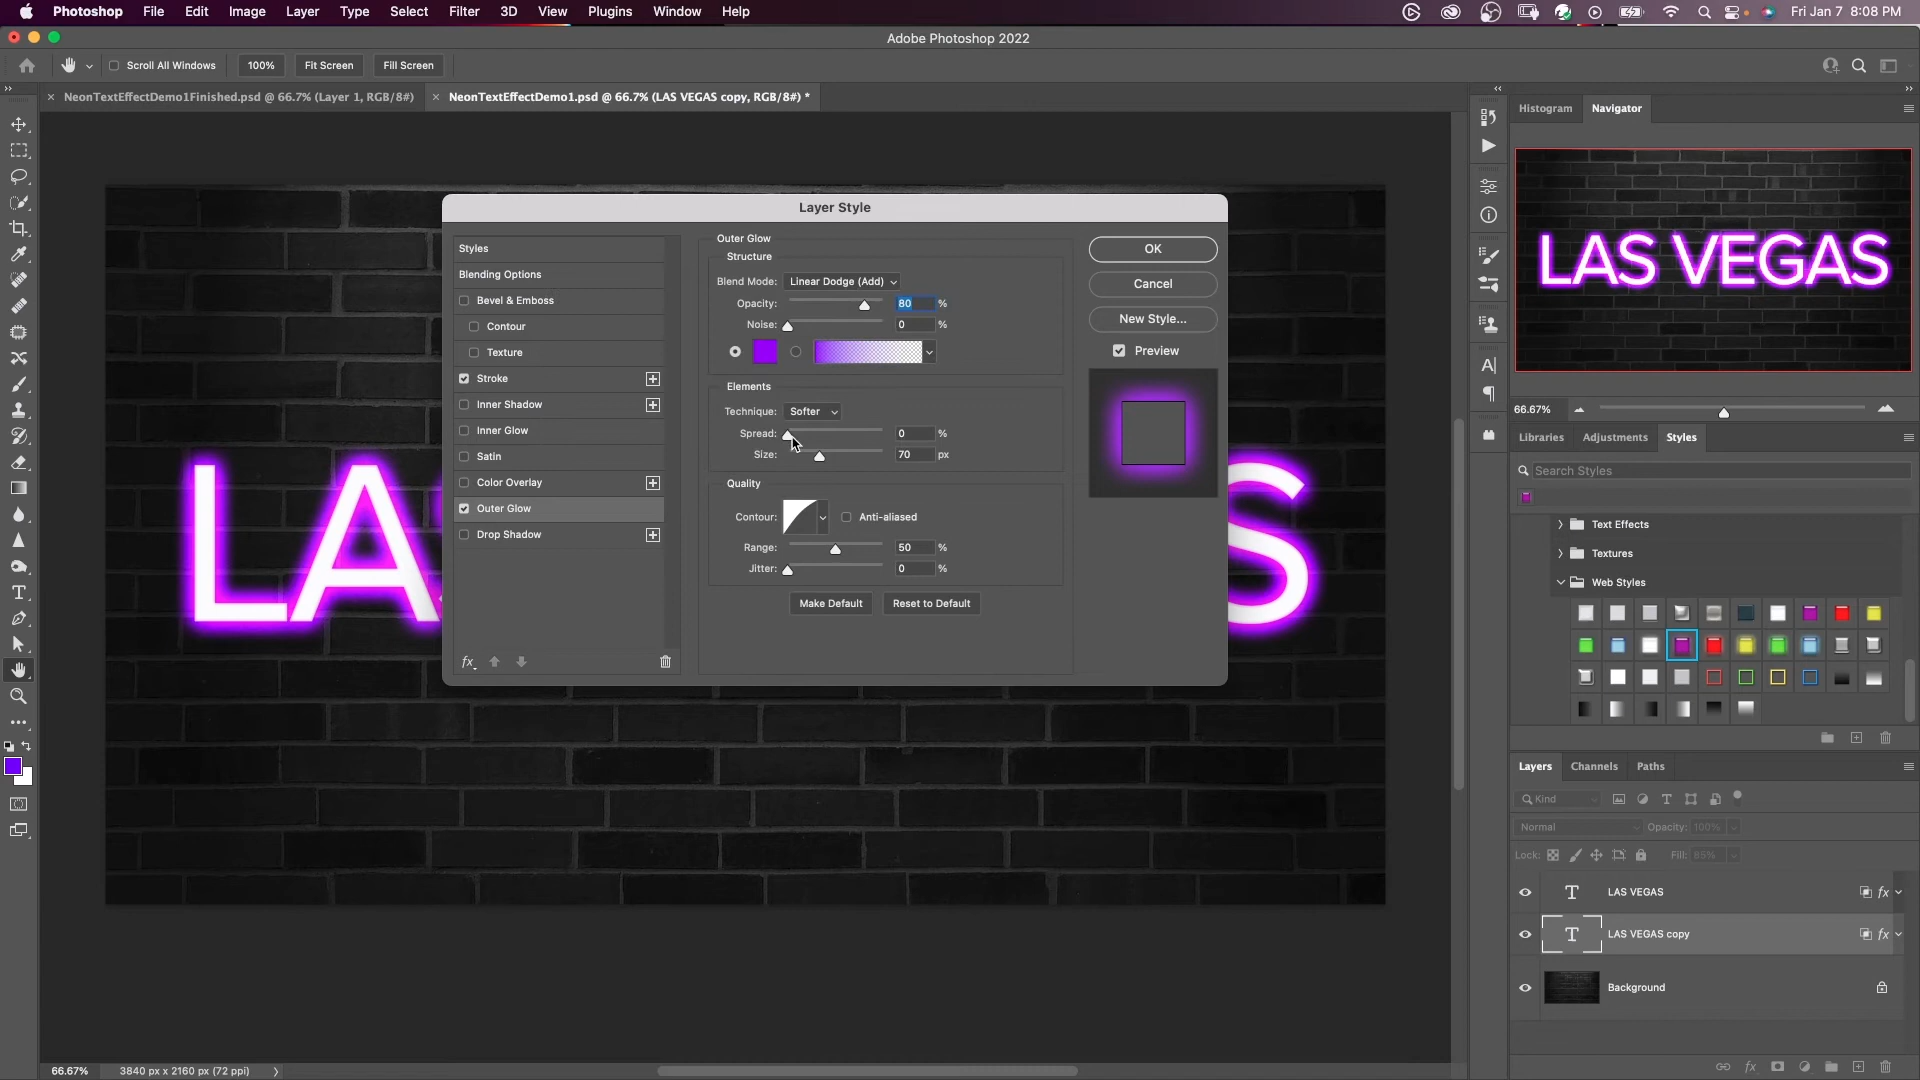 Photoshop File Edit Image Layer Type Select Filter 3D View Plugins Window Help Fri Jan 7 8:08 PM
Adobe Photoshop 2022
Scroll All Windows 100% Fit Screen Fill Screen
NeonTextEffectDemo1Finished.psd @ 66.7% (Layer 1, RGB/8#) NeonTextEffectDemo1.psd @ 66.7% (LAS VEGAS copy, RGB/8#) *
Histogram Navigator
LAS VEGAS
Layer Style
Styles
Blending Options
Bevel & Emboss
Contour
Texture
Stroke
Inner Shadow
Inner Glow
Satin
Color Overlay
Outer Glow
Drop Shadow
fx
Outer Glow
Structure
Blend Mode: Linear Dodge (Add)
Opacity: 80 %
Noise: 0 %
Elements
Technique: Softer
Spread: 0 %
Size: 70 px
Quality
Contour: Anti-aliased
Range: 50 %
Jitter: 0 %
Make Default Reset to Default
OK
Cancel
New Style...
Preview
LA S
66.67%
Libraries Adjustments Styles
Search Styles
Text Effects
Textures
Web Styles
Layers Channels Paths
Kind
Normal Opacity: 100%
Lock: Fill: 85%
T LAS VEGAS fx
T LAS VEGAS copy fx
Background
fx
66.67% 3840 px x 2160 px (72 ppi)